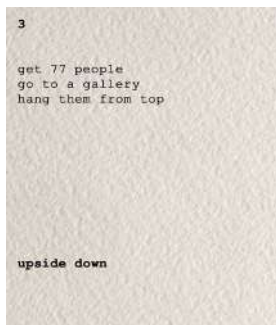 3
get 77 people
go to a gallery
hang them from top
upside down